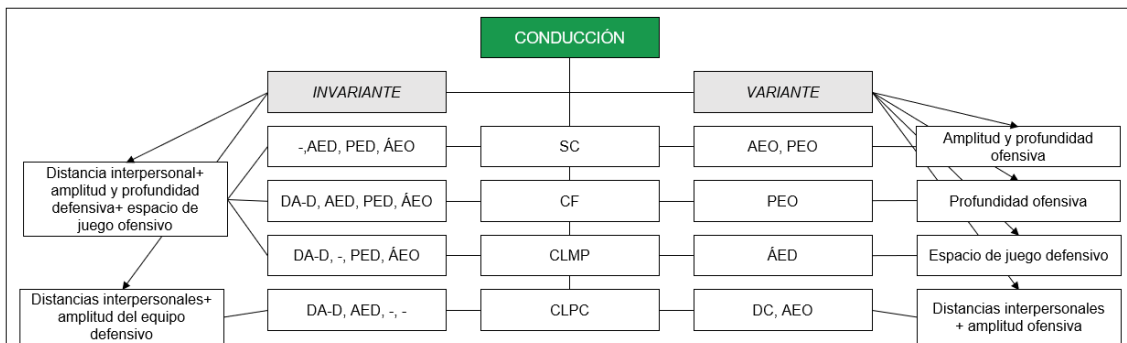 CONDUCCIÓN
INVARIANTE
VARIANTE
-,AED, PED, ÁEO
SC
AEO, PEO
Amplitud y profundidad
ofensiva
Distancia interpersonal+
amplitud y profundidad
defensiva+ espacio de
juego ofensivo
DA-D, AED, PED, ÁEO
CF
PEO
Profundidad ofensiva
DA-D, -, PED, ÁEO
CLMP
ÁED
Espacio de juego defensivo
Distancias interpersonales+
amplitud del equipo
defensivo
DA-D, AED, -, -
CLPC
DC, AEO
Distancias interpersonales
+ amplitud ofensiva